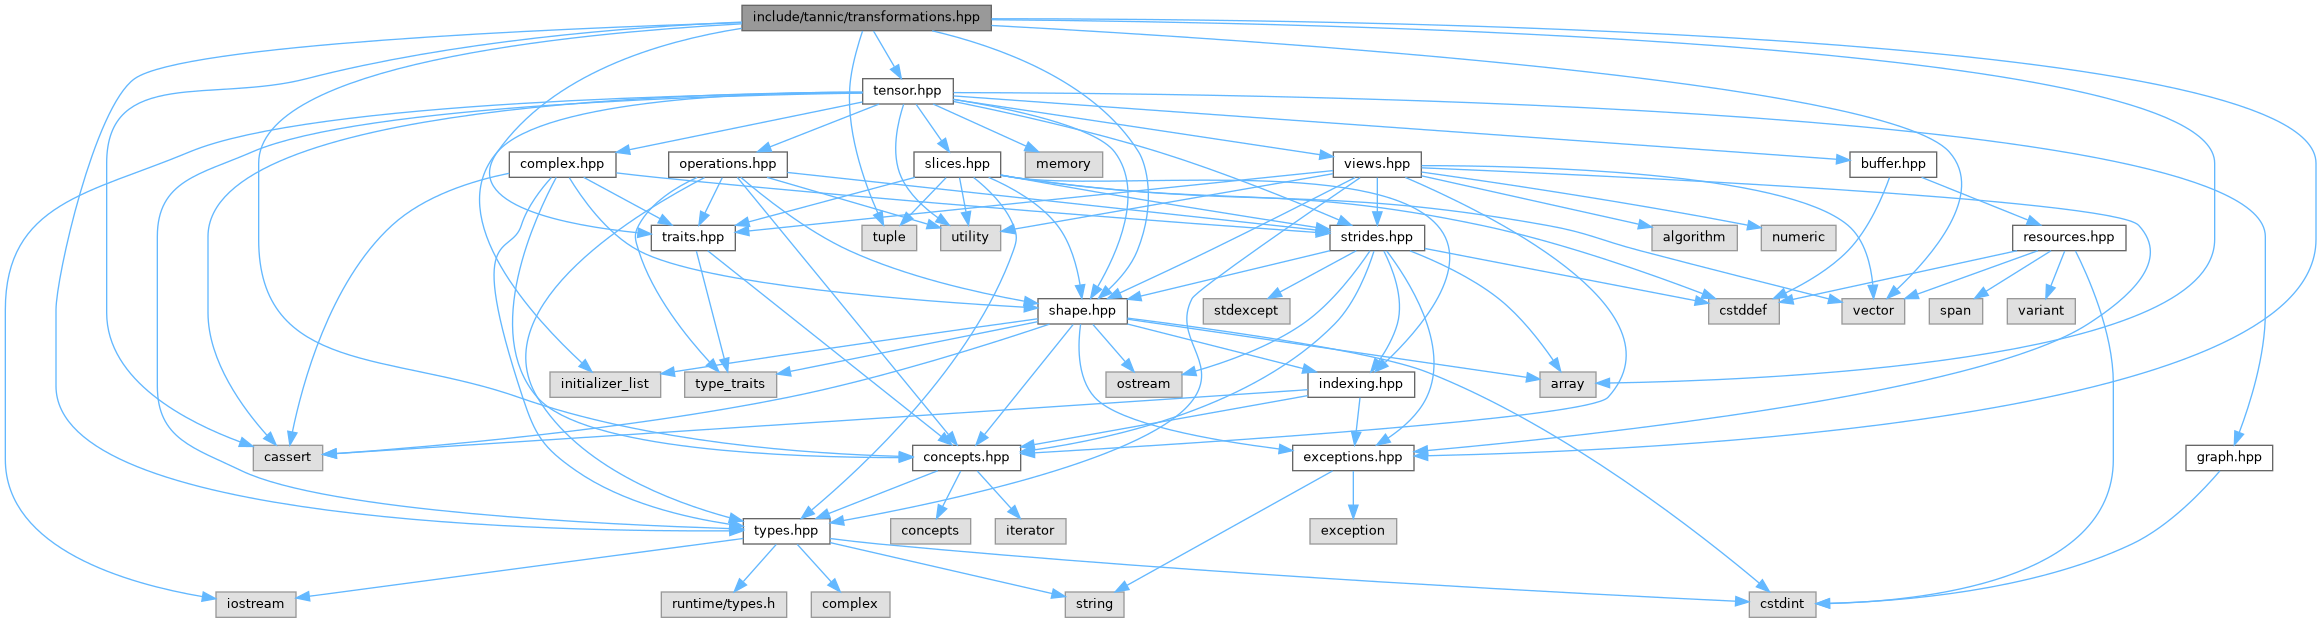 include/tannic/transformations.hpp
tensor.hpp
complex.hpp
operations.hpp
slices.hpp
memory
views.hpp
buffer.hpp
traits.hpp
tuple
utility
strides.hpp
algorithm
numeric
resources.hpp
shape.hpp
stdexcept
cstddef
vector
span
variant
initializer_list
type_traits
ostream
indexing.hpp
array
cassert
concepts.hpp
exceptions.hpp
graph.hpp
types.hpp
concepts
iterator
exception
iostream
runtime/types.h
complex
string
cstdint